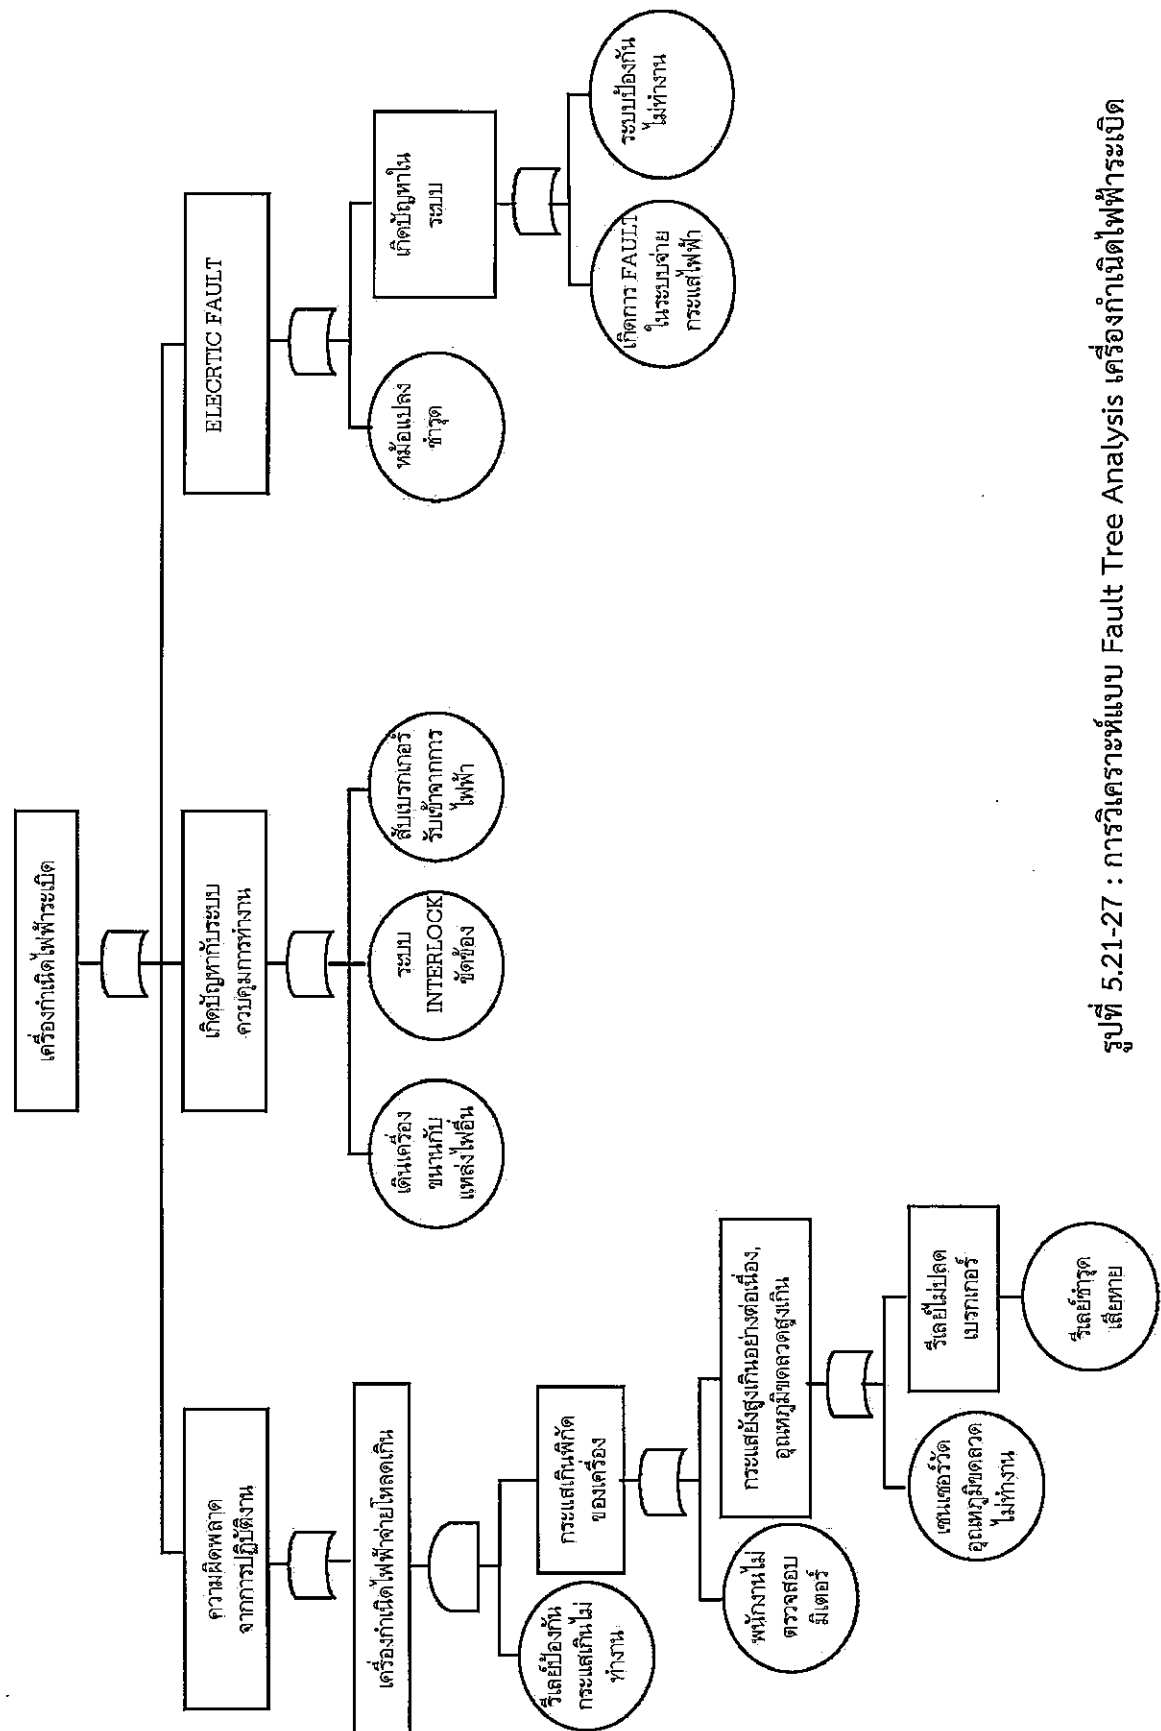 เครื่องกำเนิดไฟฟ้าระเบิด
ความผิดพลาด
จากการปฏิบัติงาน
เกิดปัญหากับระบบ
ควบคุมการทำงาน
ELECRTIC FAULT
เครื่องกำเนิดไฟฟ้าจ่ายโหลดเกิน
เดินเครื่อง
ขนานกับ
แหล่งไฟอื่น
ระบบ
INTERLOCK
ขัดข้อง
สับเบรกเกอร์
รับเข้าจากการ
ไฟฟ้า
หม้อแปลง
ชำรุด
เกิดปัญหาใน
ระบบ
รีเลย์ป้องกัน
กระแสเกินไม่
ทำงาน
กระแสเกินพิกัด
ของเครื่อง
เกิดการ FAULT
ในระบบจ่าย
กระแสไฟฟ้า
ระบบป้องกัน
ไม่ทำงาน
พนักงานไม่
ตรวจสอบ
มิเตอร์
กระแสยังสูงเกินอย่างต่อเนื่อง,
อุณหภูมิขดลวดสูงเกิน
เซนเซอร์วัด
อุณหภูมิขดลวด
ไม่ทำงาน
รีเลย์ไม่ปลด
เบรกเกอร์
รีเลย์ชำรุด
เสียหาย
รูปที่ 5.21-27 : การวิเคราะห์แบบ Fault Tree Analysis เครื่องกำเนิดไฟฟ้าระเบิด